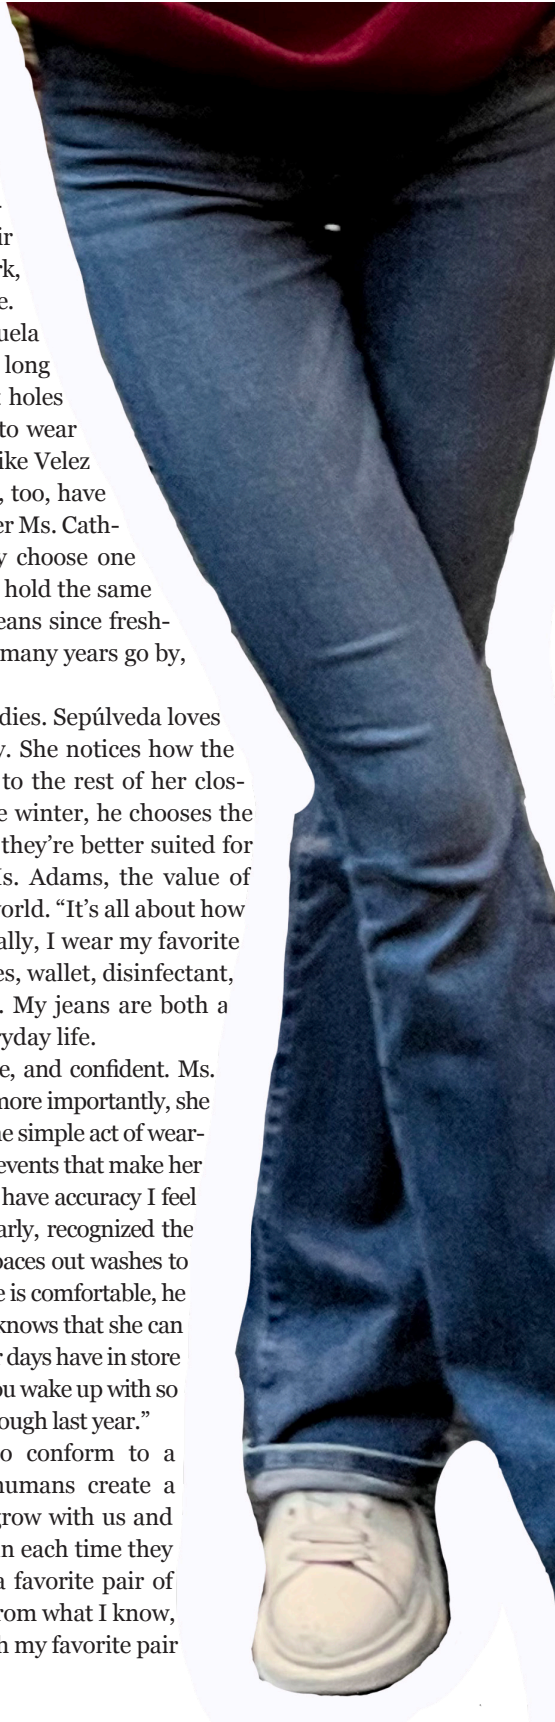 ir
rk,
e.
uela
long
holes
to wear
ike Velez
, too, have
er Ms. Cath-
y choose one
hold the same
eans since fresh-
many years go by,
dies. Sepúlveda loves
y. She notices how the
to the rest of her clos-
e winter, he chooses the
they’re better suited for
Ms. Adams, the value of
vorld. “It’s all about how
ally, I wear my favorite
es, wallet, disinfectant,
. My jeans are both a
ryday life.
e, and confident. Ms.
more importantly, she
ne simple act of wear-
events that make her
have accuracy I feel
arly, recognized the
paces out washes to
e is comfortable, he
knows that she can
r days have in store
ou wake up with so
ough last year.”
o conform to a
humans create a
grow with us and
n each time they
a favorite pair of
rom what I know,
h my favorite pair